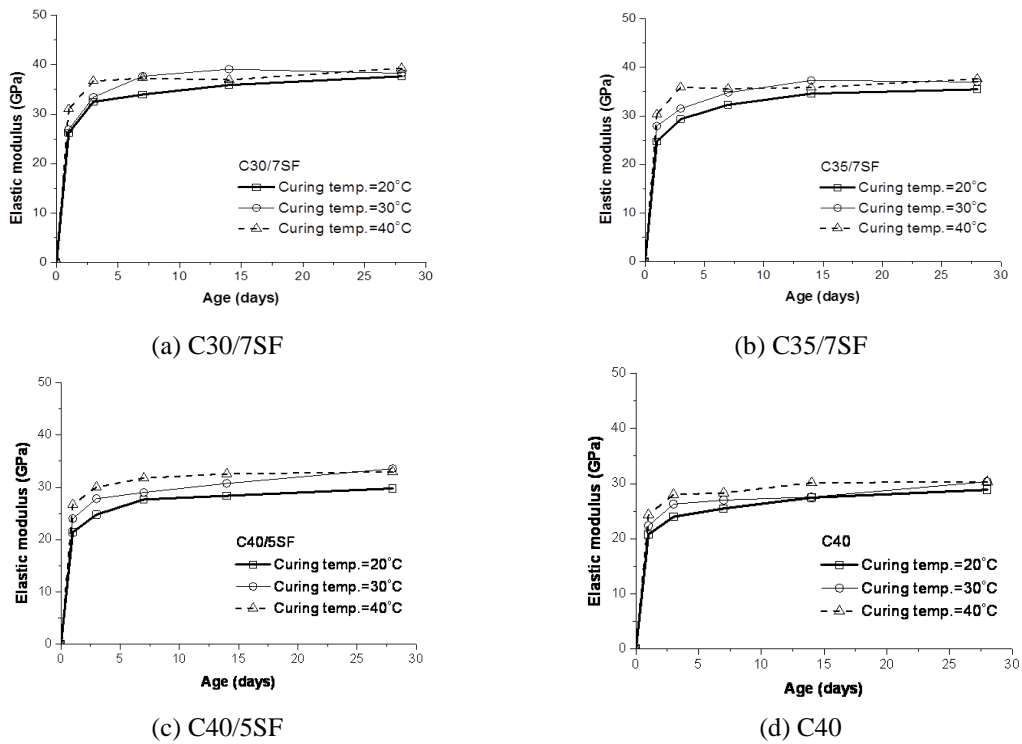 50
40
30
20
10
0
Elastic modulus (GPa)
C30/7SF
Curing temp.=20°C
Curing temp.=30°C
Curing temp.=40°C
0 5 10 15 20 25 30
Age (days)
(a) C30/7SF
50
40
30
20
10
0
Elastic modulus (GPa)
C35/7SF
Curing temp.=20°C
Curing temp.=30°C
Curing temp.=40°C
0 5 10 15 20 25 30
Age (days)
(b) C35/7SF
50
40
30
20
10
0
Elastic modulus (GPa)
C40/5SF
Curing temp.=20°C
Curing temp.=30°C
Curing temp.=40°C
0 5 10 15 20 25 30
Age (days)
(c) C40/5SF
50
40
30
20
10
0
Elastic modulus (GPa)
C40
Curing temp.=20°C
Curing temp.=30°C
Curing temp.=40°C
0 5 10 15 20 25 30
Age (days)
(d) C40